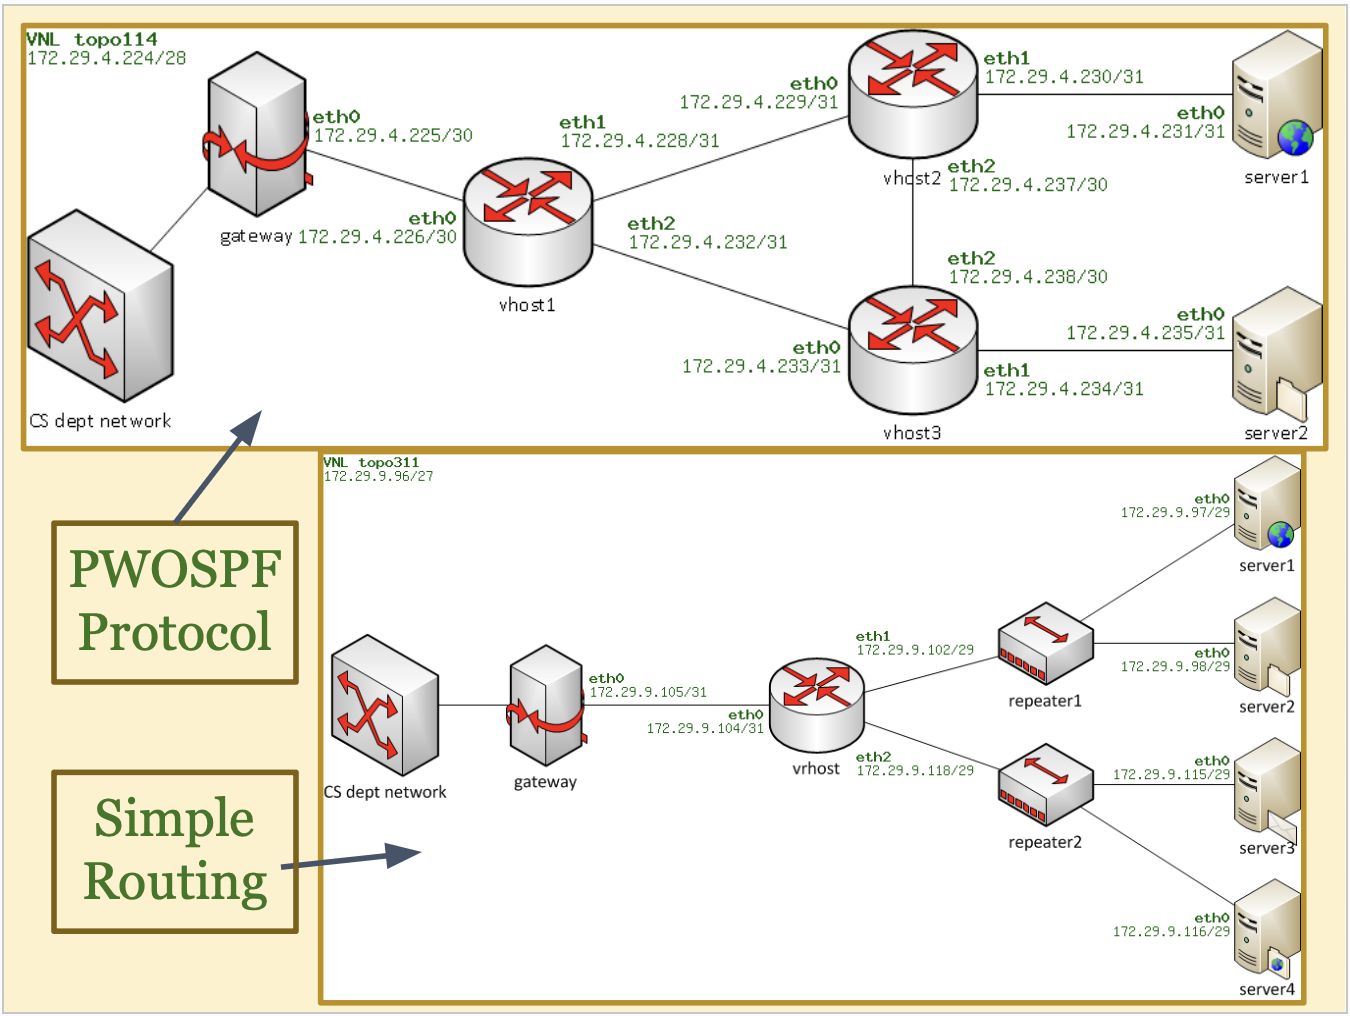 VNL topo114
172.29.4.224/28
eth0
172.29.4.225/30
gateway
CS dept network
eth0
172.29.4.226/30
vhost1
eth1
172.29.4.228/31
eth2
172.29.4.232/31
eth0
172.29.4.229/31
vhost2
eth1
172.29.4.230/31
eth2
172.29.4.237/30
eth0
172.29.4.231/31
server1
eth2
172.29.4.238/30
eth0
172.29.4.233/31
vhost3
eth1
172.29.4.234/31
eth0
172.29.4.235/31
server2
PWOSPF
Protocol
VNL topo311
172.29.9.96/27
CS dept network
gateway
eth0
172.29.9.105/31
eth0
172.29.9.104/31
vrhost
eth1
172.29.9.102/29
eth2
172.29.9.118/29
repeater1
repeater2
eth0
172.29.9.97/29
server1
eth0
172.29.9.98/29
server2
eth0
172.29.9.115/29
server3
eth0
172.29.9.116/29
server4
Simple
Routing